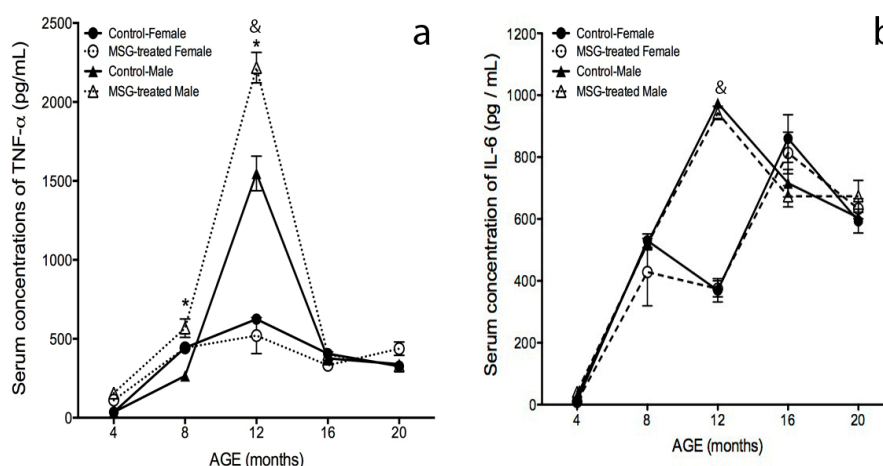 a
Serum concentrations of TNF-α (pg/mL)
2500
2000
1500
1000
500
0
Control-Female
MSG-treated Female
Control-Male
MSG-treated Male
&
*
*
4 8 12 16 20
AGE (months)
b
Serum concentration of IL-6 (pg / mL)
1200
1000
800
600
400
200
0
Control-Female
MSG-treated Female
Control-Male
MSG-treated Male
&
4 8 12 16 20
AGE (months)